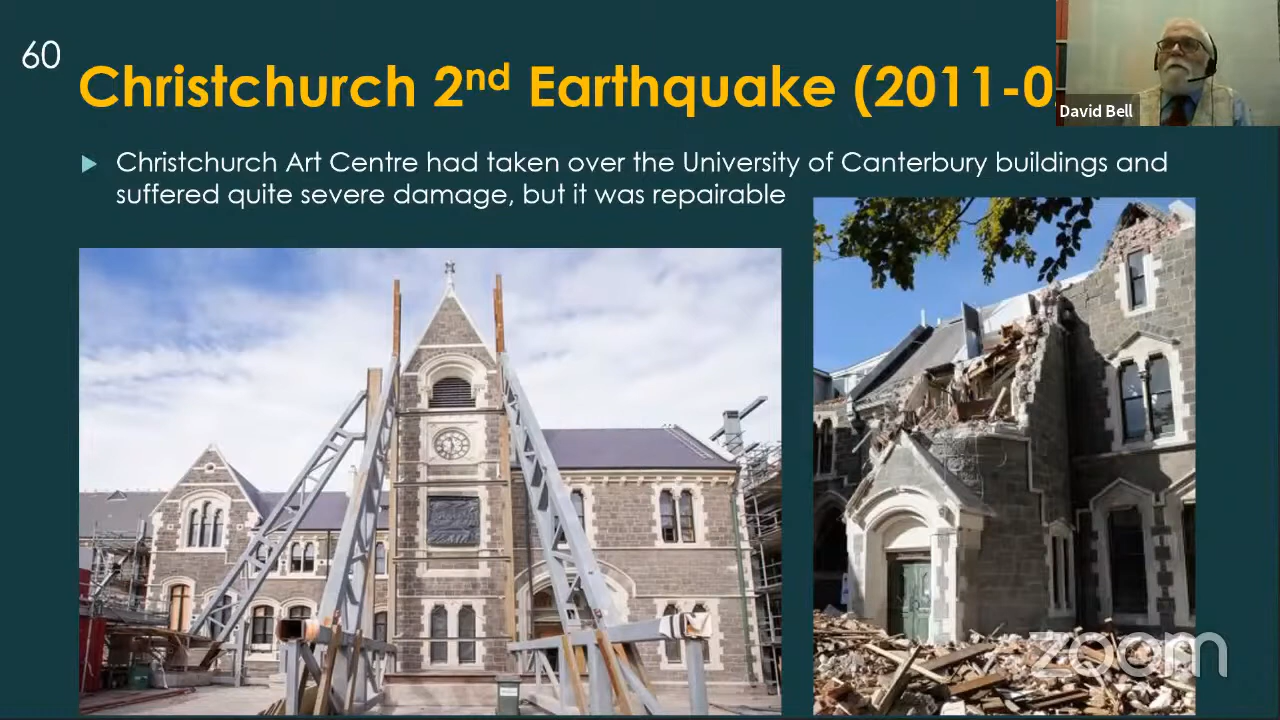 60
Christchurch 2nd Earthquake (2011-0
David Bell
Christchurch Art Centre had taken over the University of Canterbury buildings and
suffered quite severe damage, but it was repairable
zoom